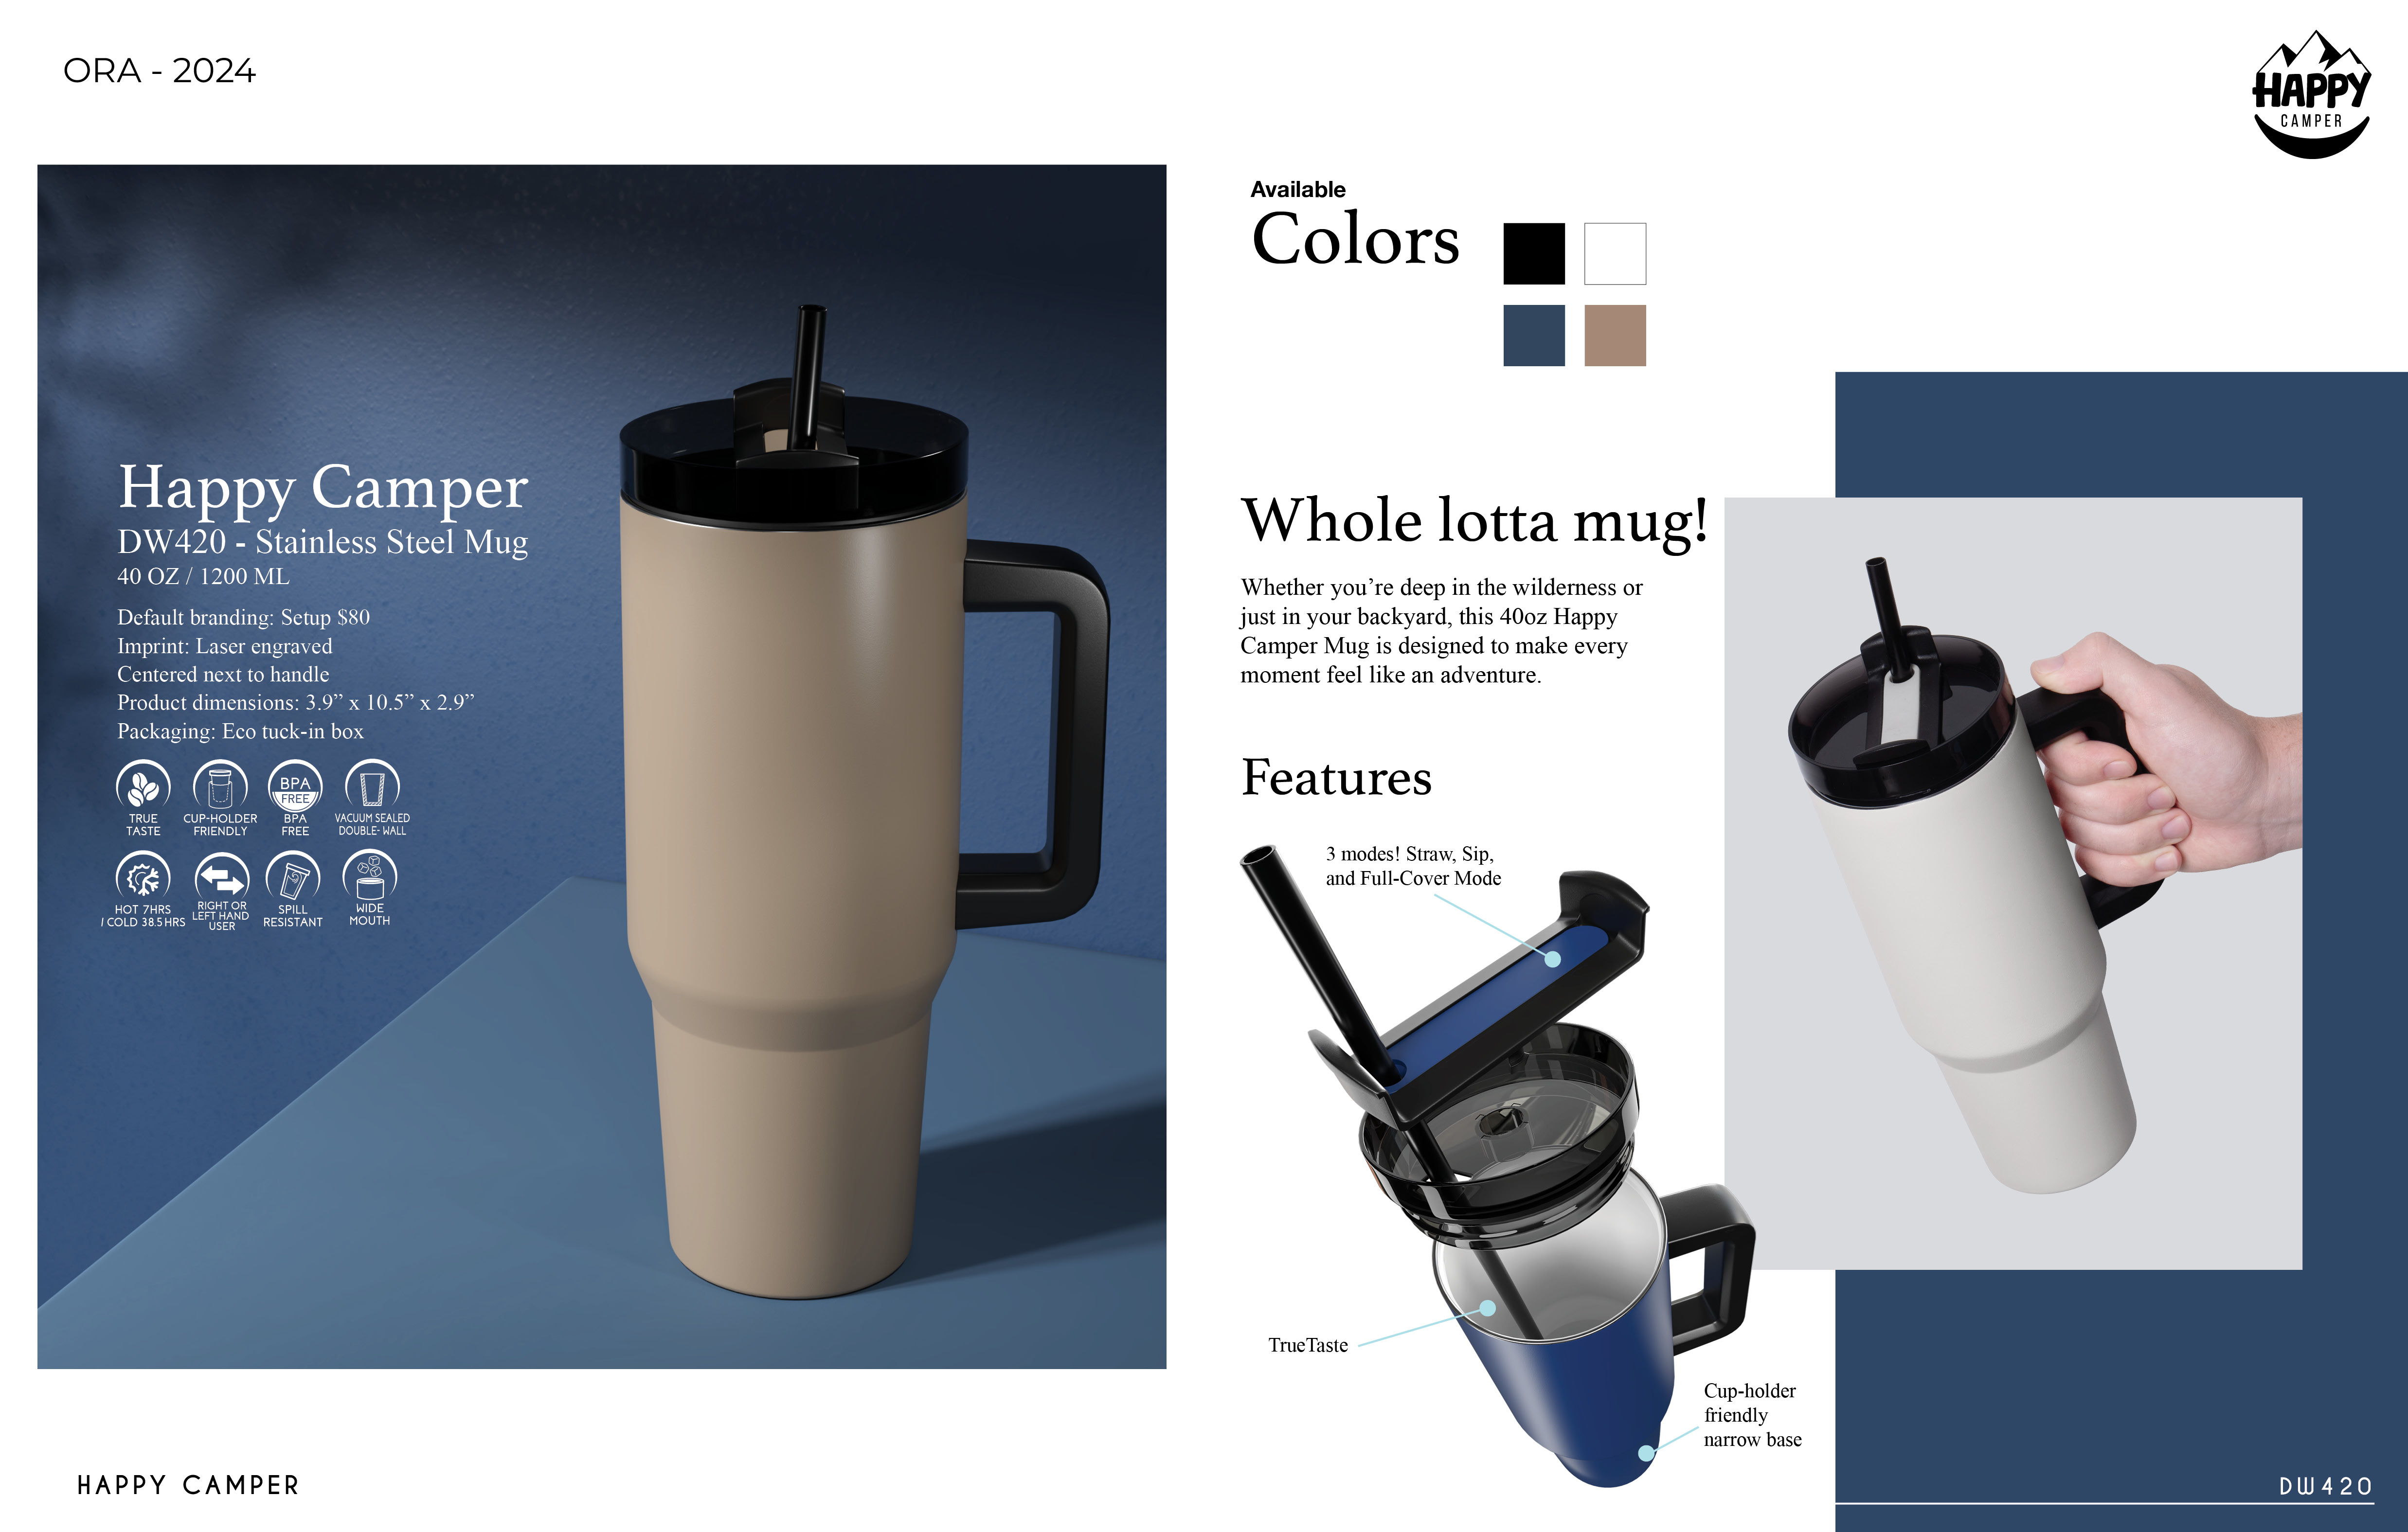 ORA - 2024
HAPPY
CAMPER
Happy Camper
DW420 - Stainless Steel Mug
40 OZ / 1200 ML
Default branding: Setup $80
Imprint: Laser engraved
Centered next to handle
Product dimensions: 3.9” x 10.5” x 2.9”
Packaging: Eco tuck-in box
TRUE
TASTE
CUP-HOLDER
FRIENDLY
BPA
FREE
BPA
FREE
VACUUM SEALED
DOUBLE- WALL
HOT 7HRS
/ COLD 38.5HRS
RIGHT OR
LEFT HAND
USER
SPILL
RESISTANT
WIDE
MOUTH
Available
Colors
Whole lotta mug!
Whether you’re deep in the wilderness or
just in your backyard, this 40oz Happy
Camper Mug is designed to make every
moment feel like an adventure.
Features
3 modes! Straw, Sip,
and Full-Cover Mode
TrueTaste
Cup-holder
friendly
narrow base
HAPPY CAMPER
DW420